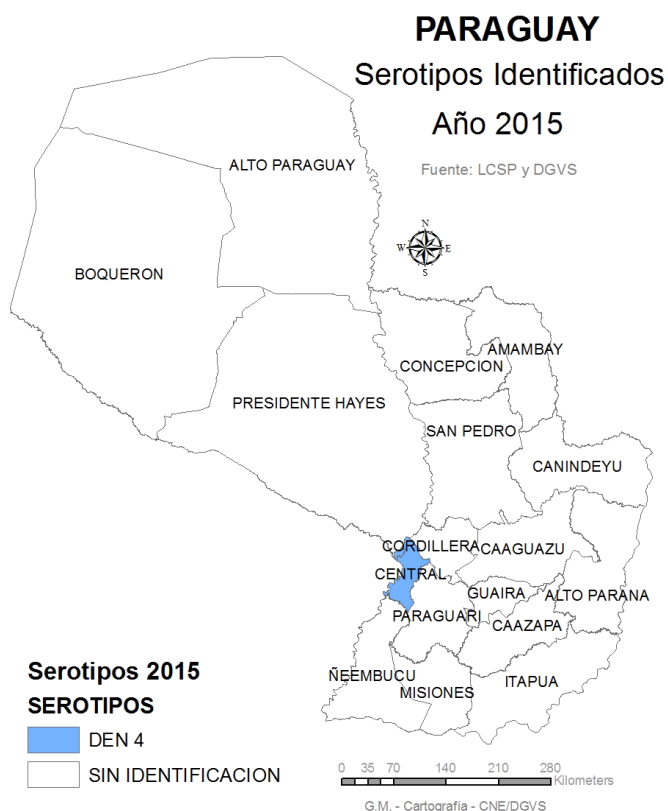 PARAGUAY
Serotipos Identificados
Año 2015
Fuente: LCSP y DGVS
ALTO PARAGUAY
N
W E
S
BOQUERON
AMAMBAY
CONCEPCION
PRESIDENTE HAYES
SAN PEDRO
CANINDEYU
CORDILLERA
CAAGUAZU
CENTRAL
GUAIRA
ALTO PARANA
PARAGUARI
CAAZAPA
ÑEEMBUCU
MISIONES
ITAPUA
Serotipos 2015
SEROTIPOS
DEN 4
SIN IDENTIFICACION
0 35 70 140 210 280
Kilometers
G.M. - Cartografía - CNE/DGVS